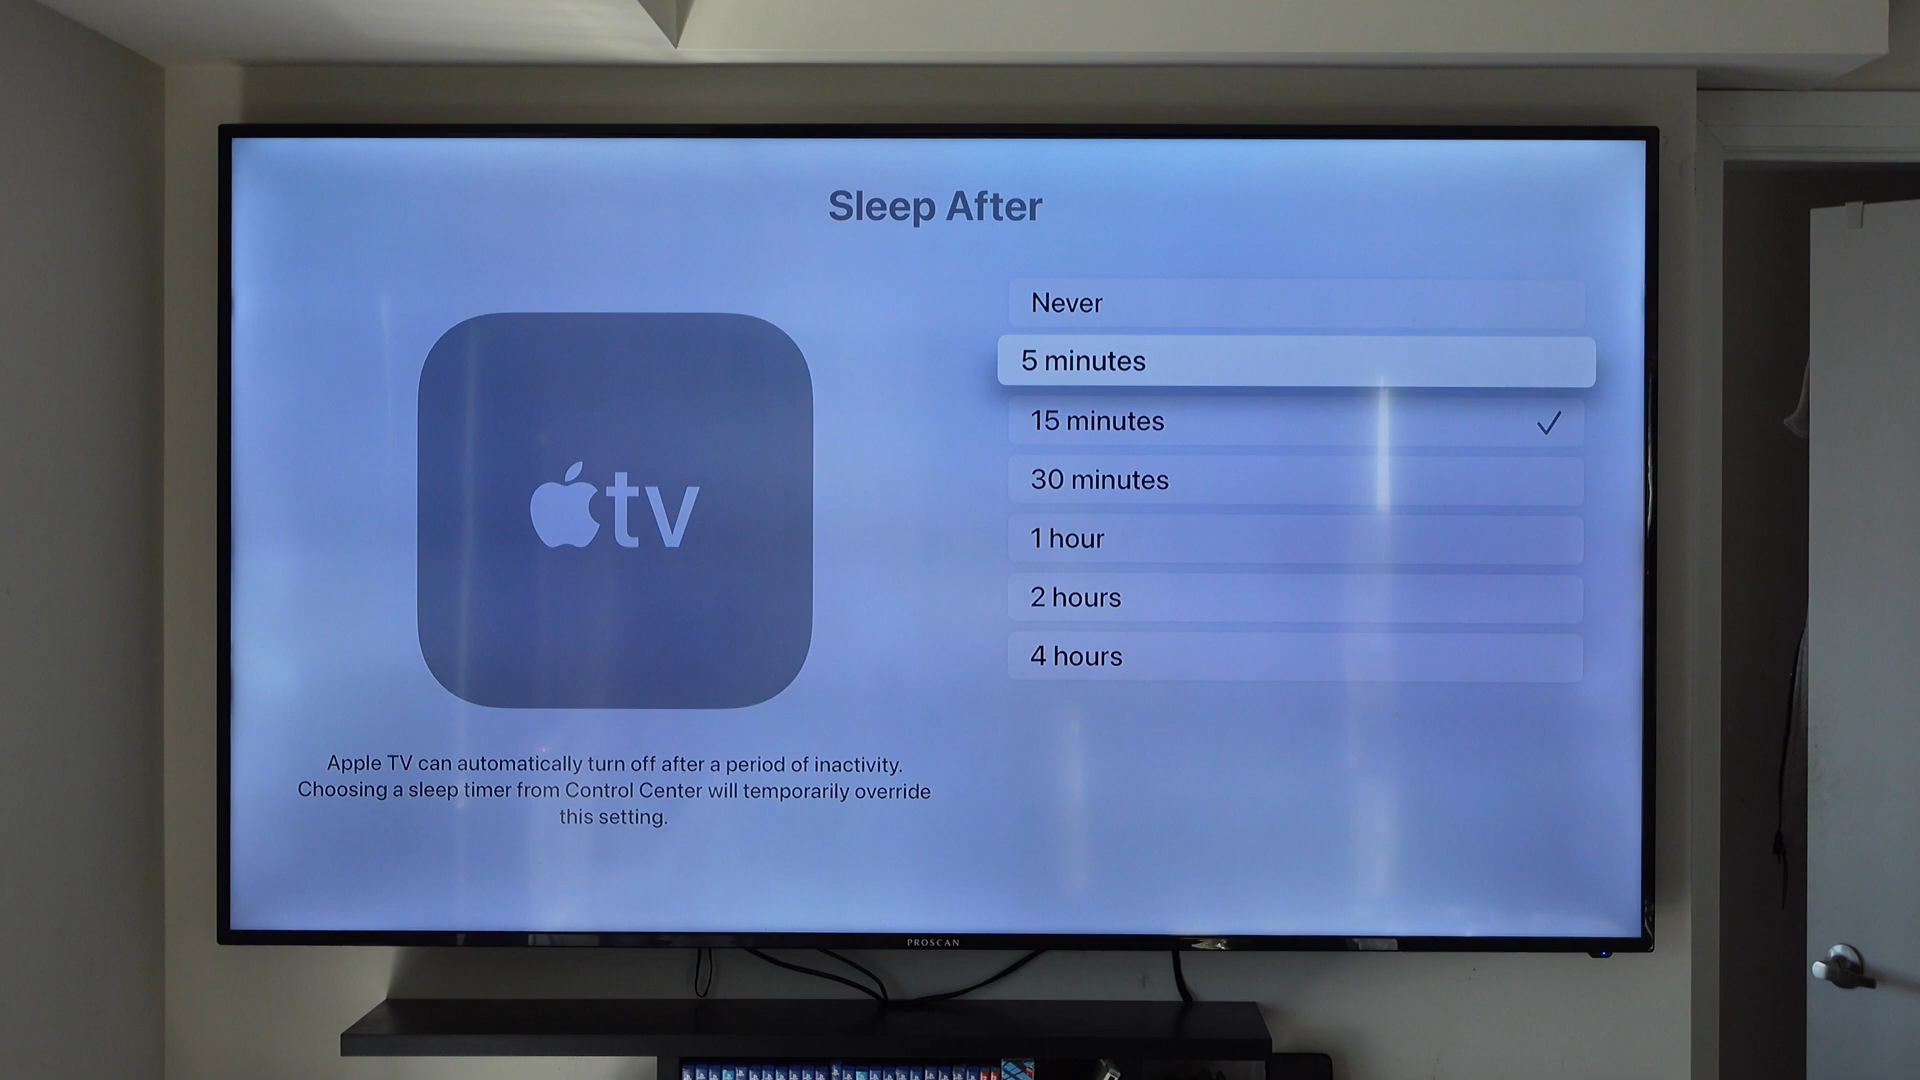 Sleep After
Never
5 minutes
15 minutes
30 minutes
1 hour
2 hours
4 hours
tv
Apple TV can automatically turn off after a period of inactivity.
Choosing a sleep timer from Control Center will temporarily override
this setting.
PROSCAN